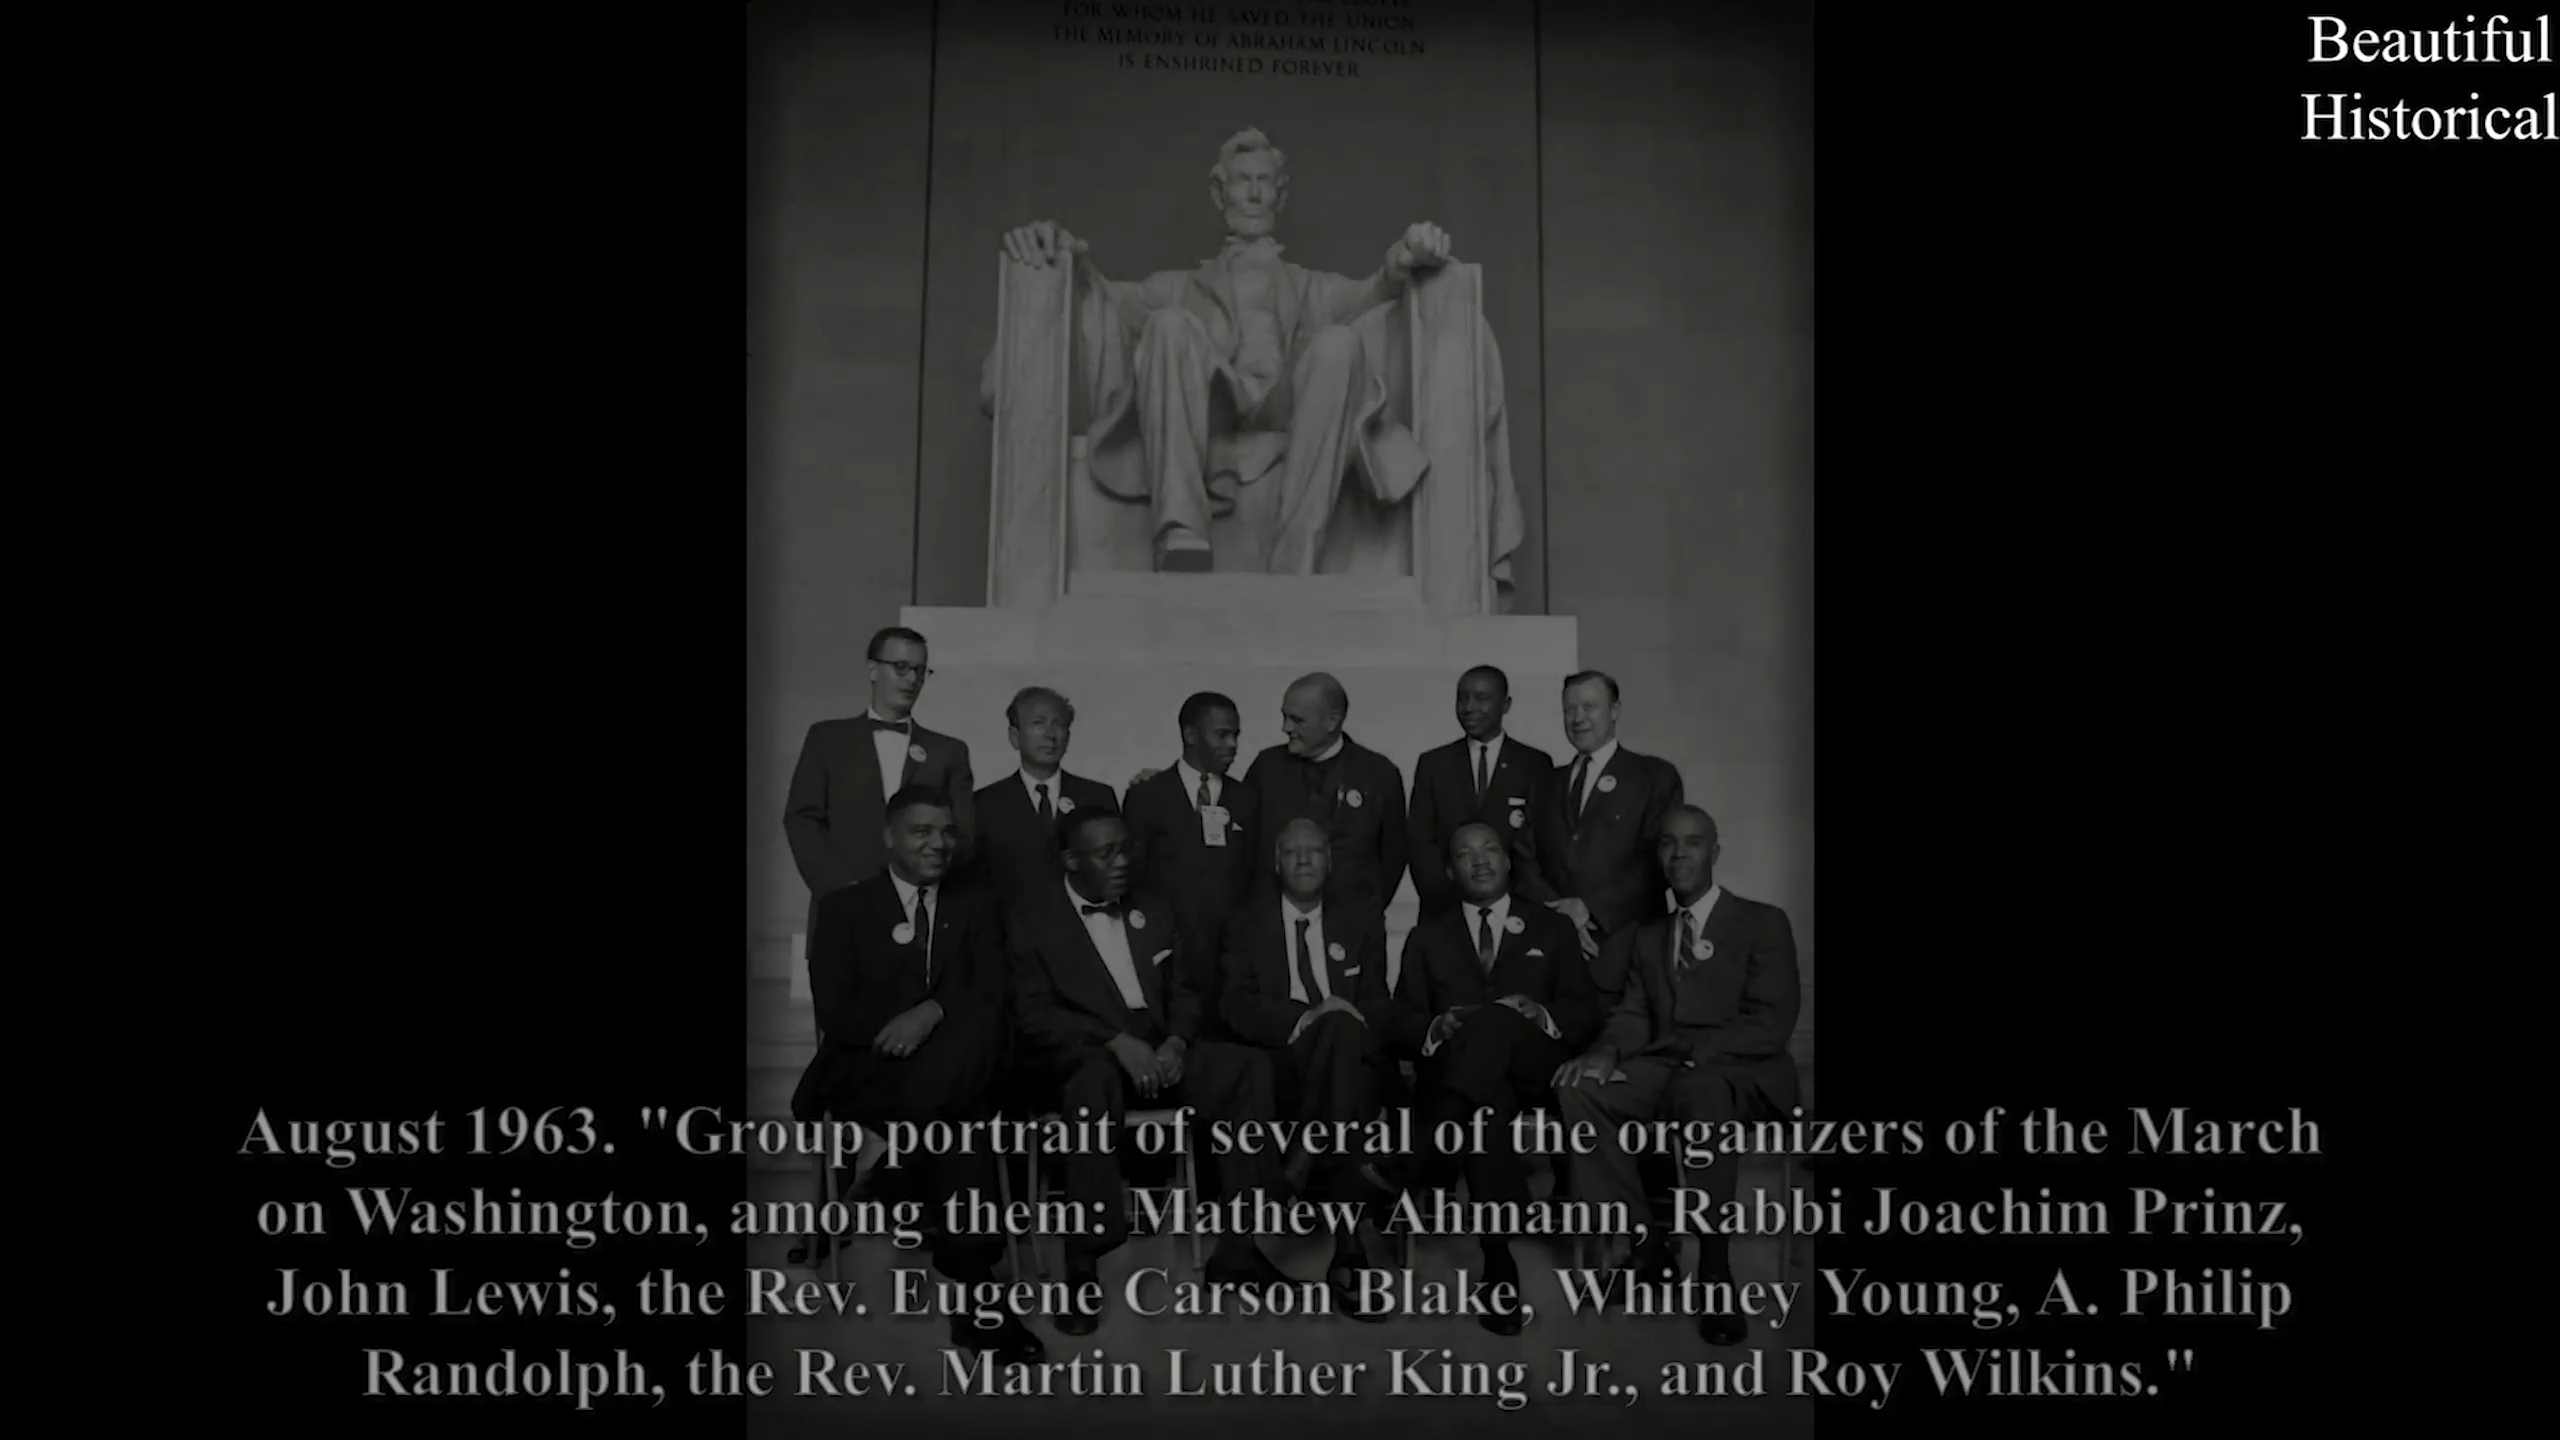 FOR WHOM HE SAVED THE UNION
THE MEMORY OF ABRAHAM LINCOLN
IS ENSHRINED FOREVER
Beautiful
Historical
August 1963. "Group portrait of several of the organizers of the March
on Washington, among them: Mathew Ahmann, Rabbi Joachim Prinz,
John Lewis, the Rev. Eugene Carson Blake, Whitney Young, A. Philip
Randolph, the Rev. Martin Luther King Jr., and Roy Wilkins."